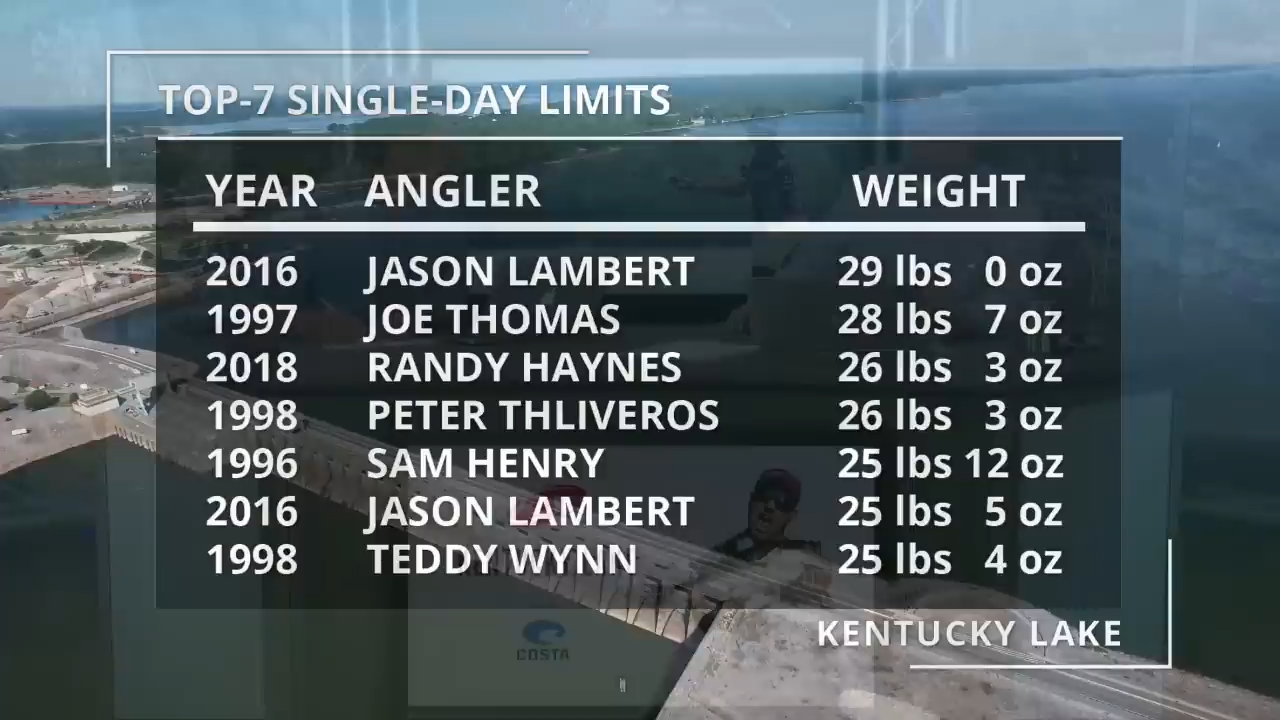 TOP-7 SINGLE-DAY LIMITS
YEAR ANGLER WEIGHT
2016 JASON LAMBERT 29 lbs 0 oz
1997 JOE THOMAS 28 lbs 7 oz
2018 RANDY HAYNES 26 lbs 3 oz
1998 PETER THLIVEROS 26 lbs 3 oz
1996 SAM HENRY 25 lbs 12 oz
2016 JASON LAMBERT 25 lbs 5 oz
1998 TEDDY WYNN 25 lbs 4 oz
KENTUCKY LAKE
COSTA